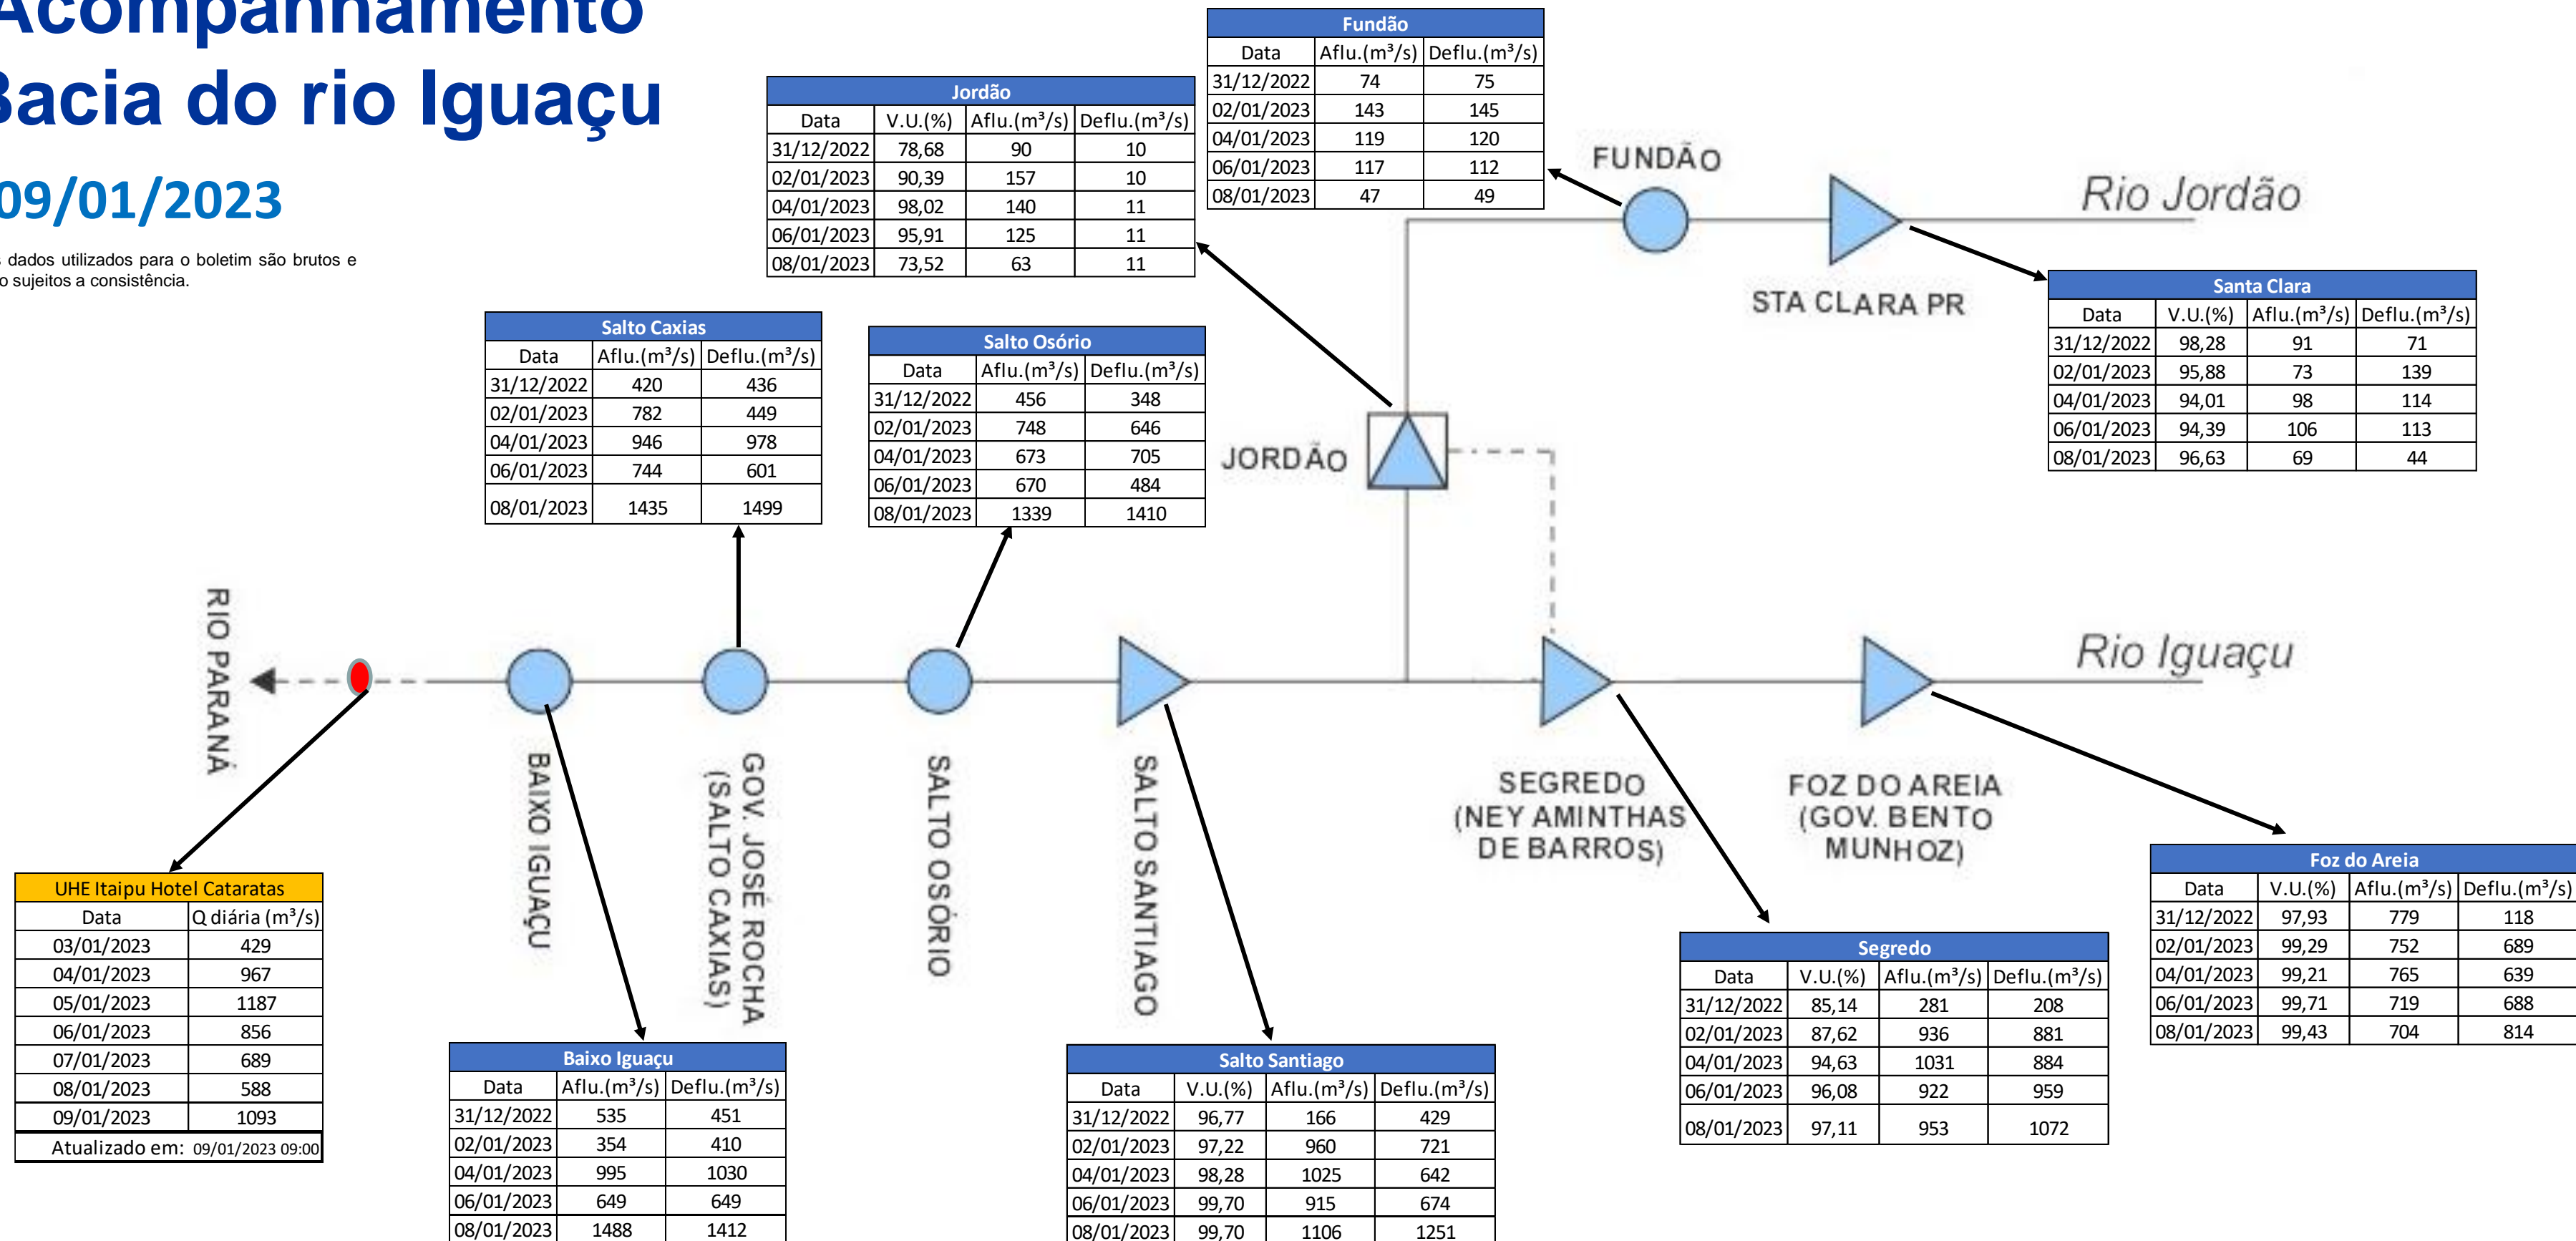 Acompanhamento
Bacia do rio Iguaçu
09/01/2023
s dados utilizados para o boletim são brutos e
o sujeitos a consistência.
Fundão
Data Aflu.(m³/s) Deflu.(m³/s)
31/12/2022 74 75
02/01/2023 143 145
04/01/2023 119 120
06/01/2023 117 112
08/01/2023 47 49
Jordão
Data V.U.(%) Aflu.(m³/s) Deflu.(m³/s)
31/12/2022 78,68 90 10
02/01/2023 90,39 157 10
04/01/2023 98,02 140 11
06/01/2023 95,91 125 11
08/01/2023 73,52 63 11
FUNDÃO
STA CLARA PR
Rio Jordão
Santa Clara
Data V.U.(%) Aflu.(m³/s) Deflu.(m³/s)
31/12/2022 98,28 91 71
02/01/2023 95,88 73 139
04/01/2023 94,01 98 114
06/01/2023 94,39 106 113
08/01/2023 96,63 69 44
Salto Caxias
Data Aflu.(m³/s) Deflu.(m³/s)
31/12/2022 420 436
02/01/2023 782 449
04/01/2023 946 978
06/01/2023 744 601
08/01/2023 1435 1499
Salto Osório
Data Aflu.(m³/s) Deflu.(m³/s)
31/12/2022 456 348
02/01/2023 748 646
04/01/2023 673 705
06/01/2023 670 484
08/01/2023 1339 1410
JORDÃO
RIO PARANÁ
Rio Iguaçu
BAIXO IGUAÇU
GOV. JOSÉ ROCHA
(SALTO CAXIAS)
SALTO OSÓRIO
SALTO SANTIAGO
SEGREDO
(NEY AMINTHAS
DE BARROS)
FOZ DO AREIA
(GOV. BENTO
MUNHOZ)
UHE Itaipu Hotel Cataratas
Data Q diária (m³/s)
03/01/2023 429
04/01/2023 967
05/01/2023 1187
06/01/2023 856
07/01/2023 689
08/01/2023 588
09/01/2023 1093
Atualizado em: 09/01/2023 09:00
Baixo Iguaçu
Data Aflu.(m³/s) Deflu.(m³/s)
31/12/2022 535 451
02/01/2023 354 410
04/01/2023 995 1030
06/01/2023 649 649
08/01/2023 1488 1412
Salto Santiago
Data V.U.(%) Aflu.(m³/s) Deflu.(m³/s)
31/12/2022 96,77 166 429
02/01/2023 97,22 960 721
04/01/2023 98,28 1025 642
06/01/2023 99,70 915 674
08/01/2023 99,70 1106 1251
Segredo
Data V.U.(%) Aflu.(m³/s) Deflu.(m³/s)
31/12/2022 85,14 281 208
02/01/2023 87,62 936 881
04/01/2023 94,63 1031 884
06/01/2023 96,08 922 959
08/01/2023 97,11 953 1072
Foz do Areia
Data V.U.(%) Aflu.(m³/s) Deflu.(m³/s)
31/12/2022 97,93 779 118
02/01/2023 99,29 752 689
04/01/2023 99,21 765 639
06/01/2023 99,71 719 688
08/01/2023 99,43 704 814